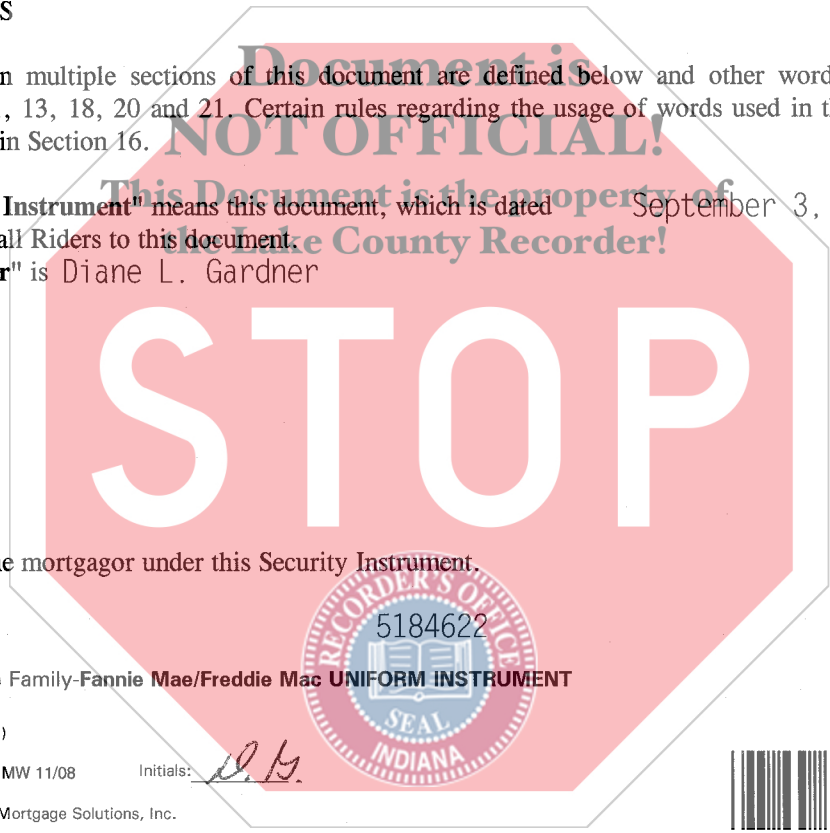 S
Document is
n multiple sections of this document are defined below and other word
, 13, 18, 20 and 21. Certain rules regarding the usage of words used in th
NOT OFFICIAL!
in Section 16.
This Document is the property of
Instrument" means this document, which is dated September 3,
all Riders to this document.
the Lake County Recorder!
r" is Diane L. Gardner
STOP
e mortgagor under this Security Instrument.
RECORDER'S OFFICE
5184622
Family-Fannie Mae/Freddie Mac UNIFORM INSTRUMENT
SEAL
)
INDIANA
MW 11/08 Initials: D. G.
Mortgage Solutions, Inc.